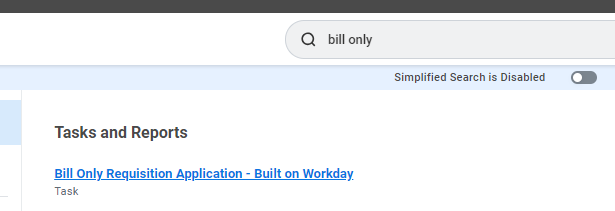 bill only
Simplified Search is Disabled
Tasks and Reports
Bill Only Requisition Application - Built on Workday
Task